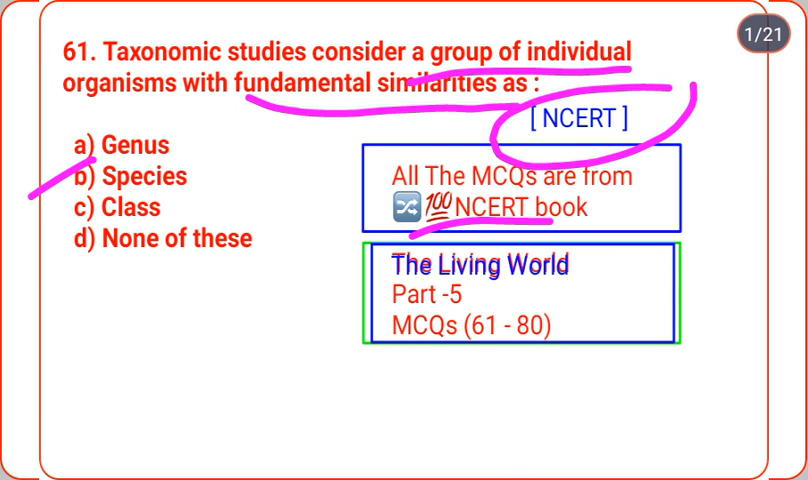 1/21
61. Taxonomic studies consider a group of individual
organisms with fundamental similarities as :
[ NCERT ]
a) Genus
b) Species
c) Class
d) None of these
All The MCQs are from
🔀💯NCERT book
The Living World
Part -5
MCQs (61 - 80)